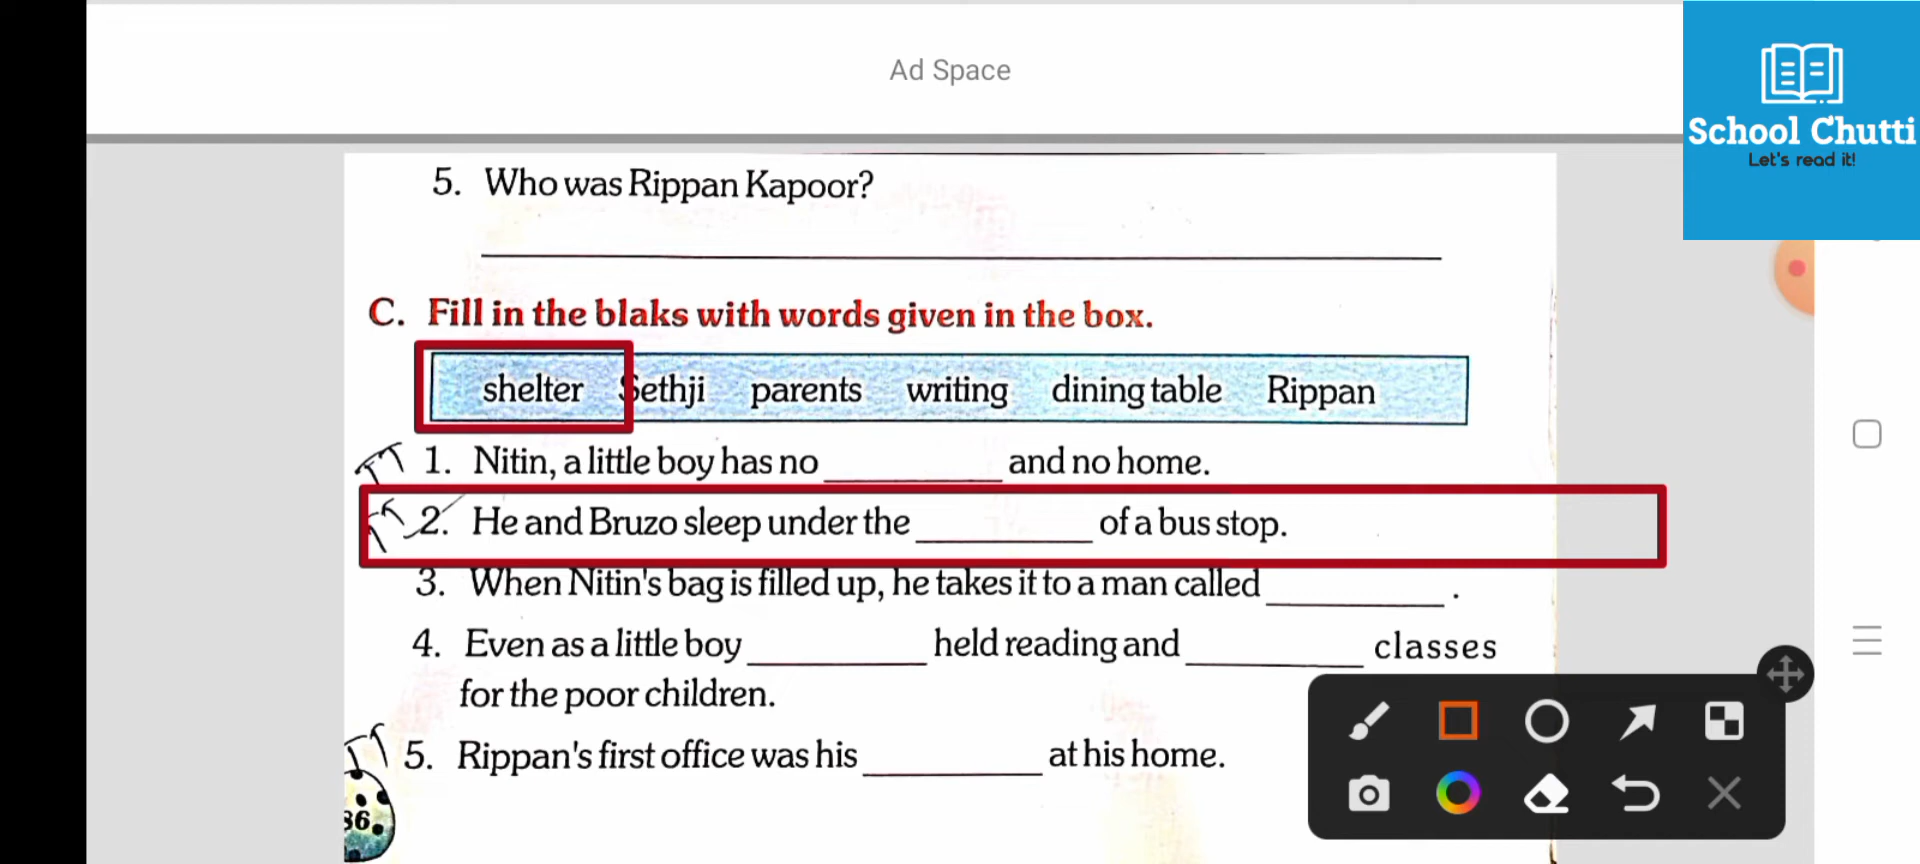 Ad Space
School Chutti
Let's read it!
5. Who was Rippan Kapoor?
C. Fill in the blaks with words given in the box.
shelter Sethji parents writing dining table Rippan
1. Nitin, a little boy has no __________ and no home.
2. He and Bruzo sleep under the __________ of a bus stop.
3. When Nitin's bag is filled up, he takes it to a man called __________ .
4. Even as a little boy __________ held reading and __________ classes
for the poor children.
5. Rippan's first office was his __________ at his home.
36